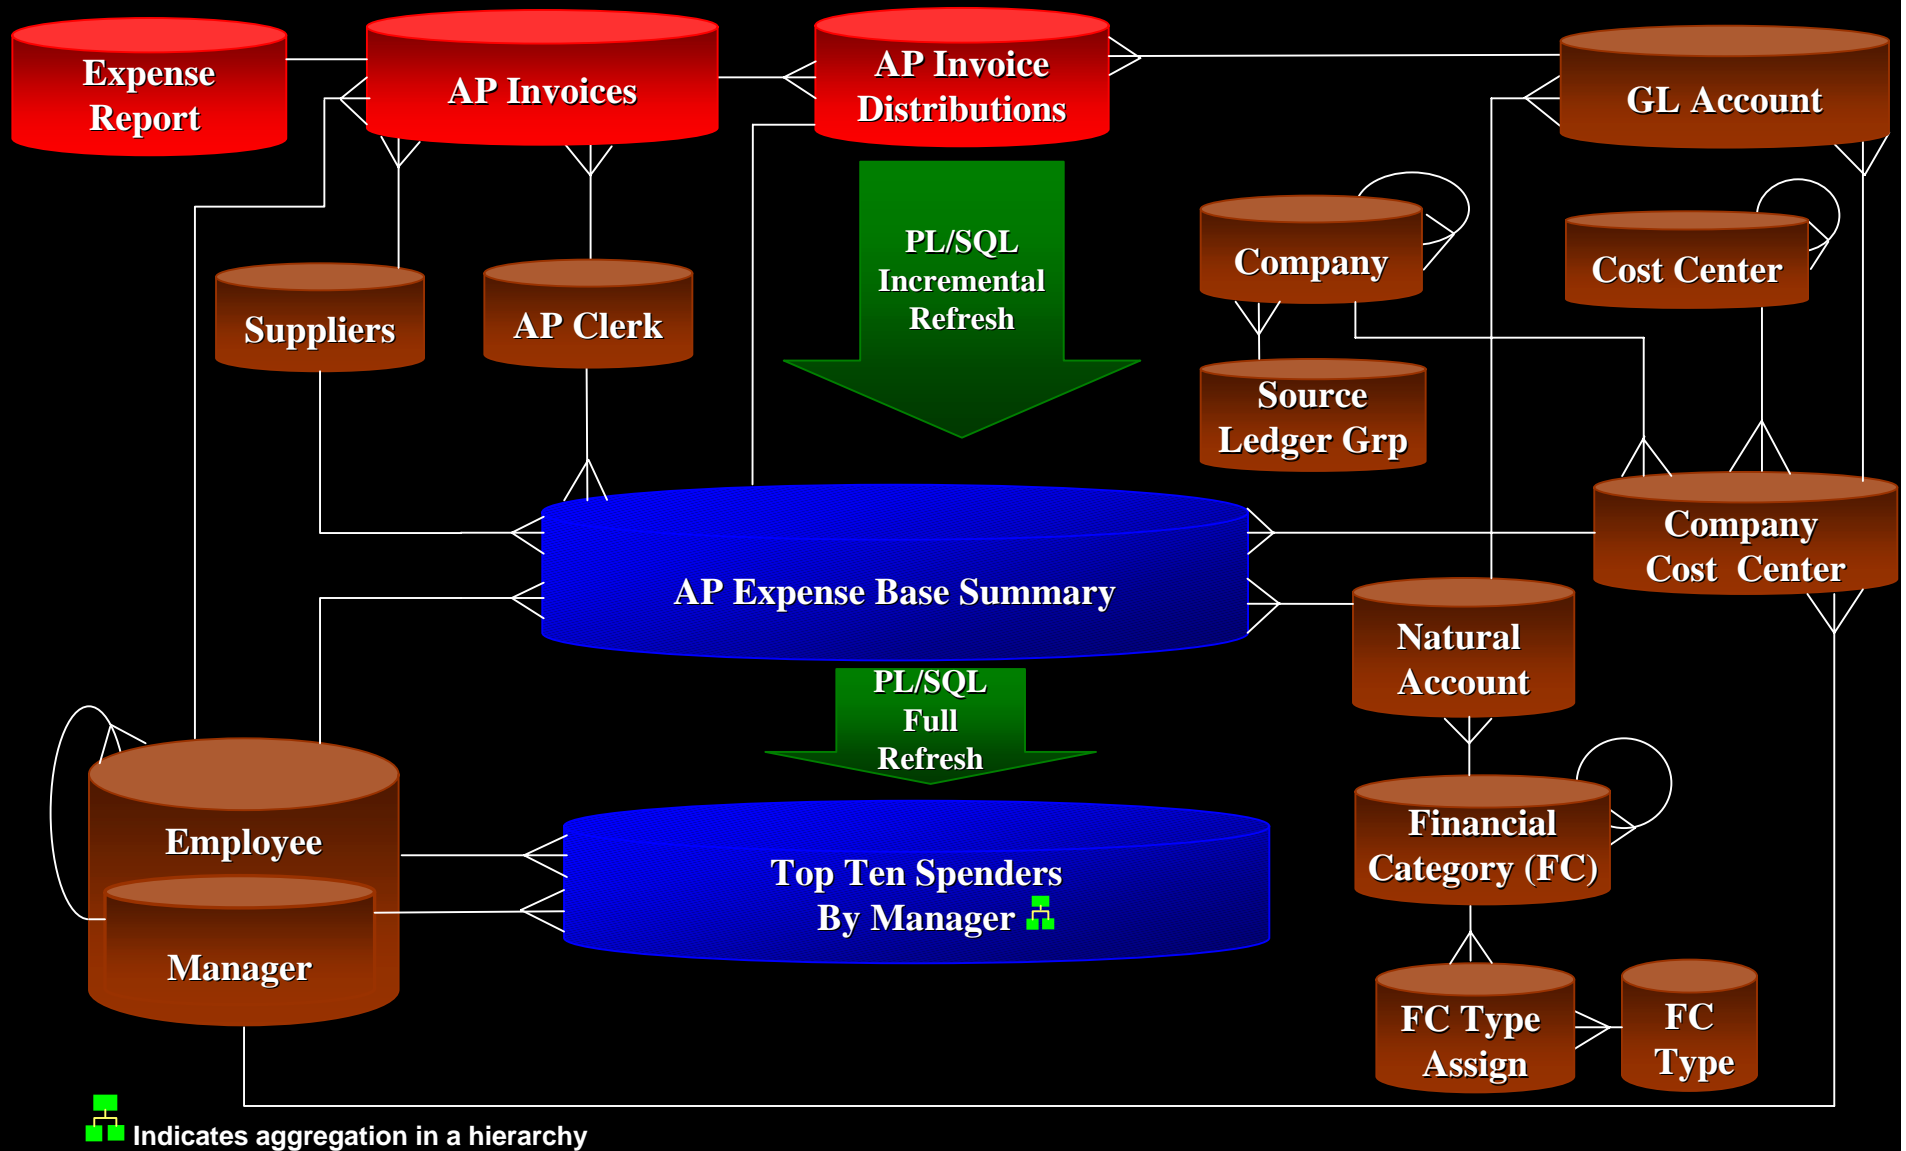 Expense
Report
AP Invoices
AP Invoice
Distributions
GL Account
PL/SQL
Incremental
Refresh
Company
Cost Center
Suppliers
AP Clerk
Source
Ledger Grp
Company
Cost Center
AP Expense Base Summary
Natural
Account
PL/SQL
Full
Refresh
Employee
Manager
Top Ten Spenders
By Manager
Financial
Category (FC)
FC Type
Assign
FC
Type
Indicates aggregation in a hierarchy